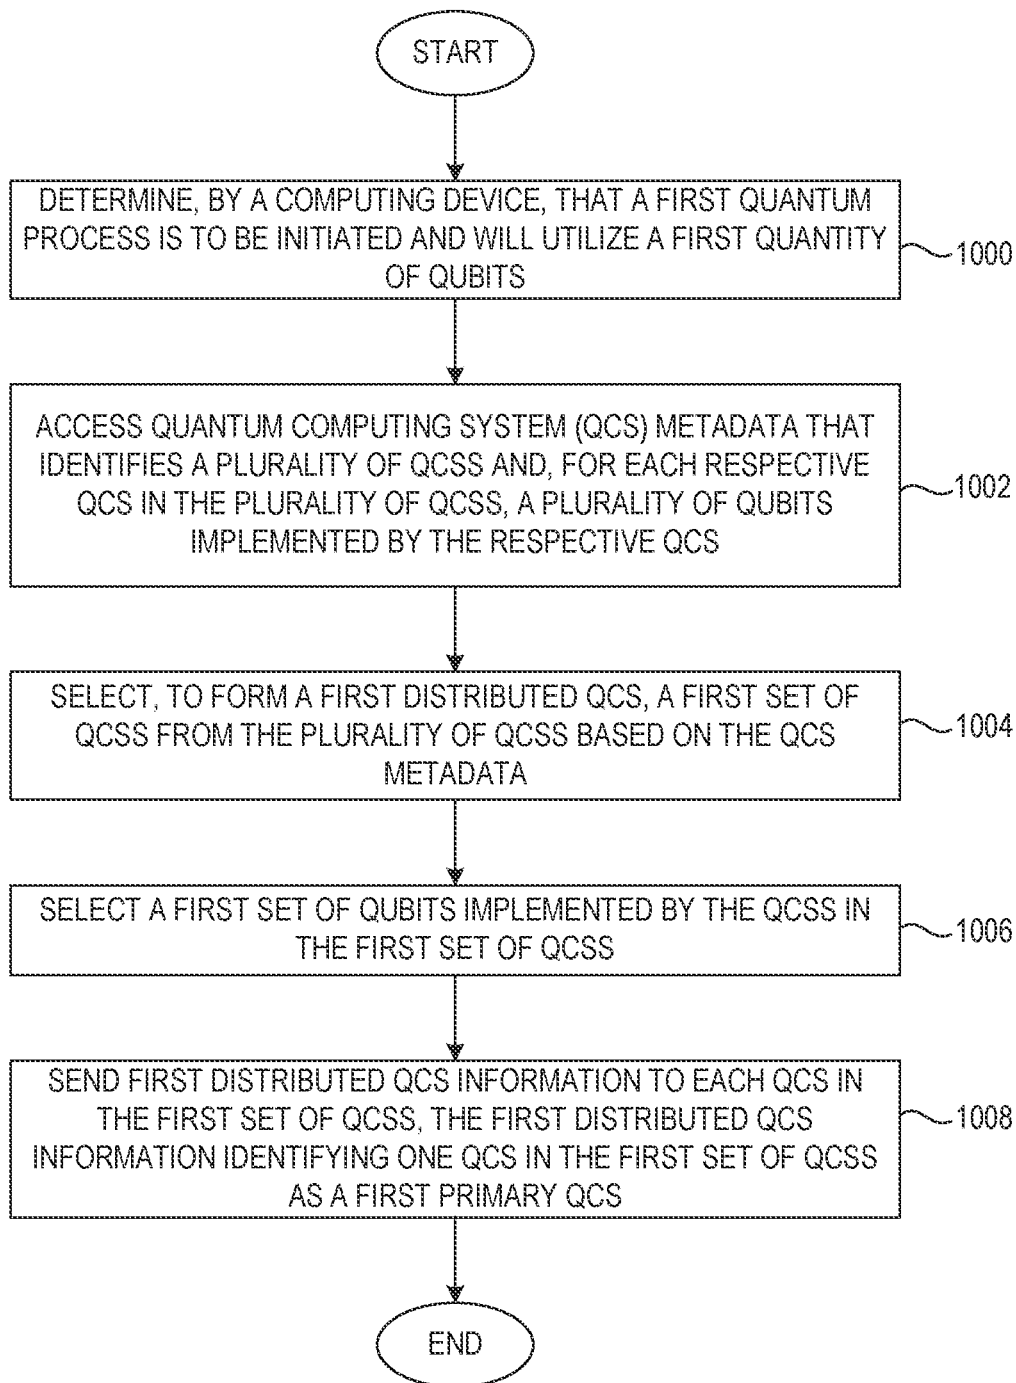 START
DETERMINE, BY A COMPUTING DEVICE, THAT A FIRST QUANTUM
PROCESS IS TO BE INITIATED AND WILL UTILIZE A FIRST QUANTITY
OF QUBITS
1000
ACCESS QUANTUM COMPUTING SYSTEM (QCS) METADATA THAT
IDENTIFIES A PLURALITY OF QCSS AND, FOR EACH RESPECTIVE
QCS IN THE PLURALITY OF QCSS, A PLURALITY OF QUBITS
IMPLEMENTED BY THE RESPECTIVE QCS
1002
SELECT, TO FORM A FIRST DISTRIBUTED QCS, A FIRST SET OF
QCSS FROM THE PLURALITY OF QCSS BASED ON THE QCS
METADATA
1004
SELECT A FIRST SET OF QUBITS IMPLEMENTED BY THE QCSS IN
THE FIRST SET OF QCSS
1006
SEND FIRST DISTRIBUTED QCS INFORMATION TO EACH QCS IN
THE FIRST SET OF QCSS, THE FIRST DISTRIBUTED QCS
INFORMATION IDENTIFYING ONE QCS IN THE FIRST SET OF QCSS
AS A FIRST PRIMARY QCS
1008
END